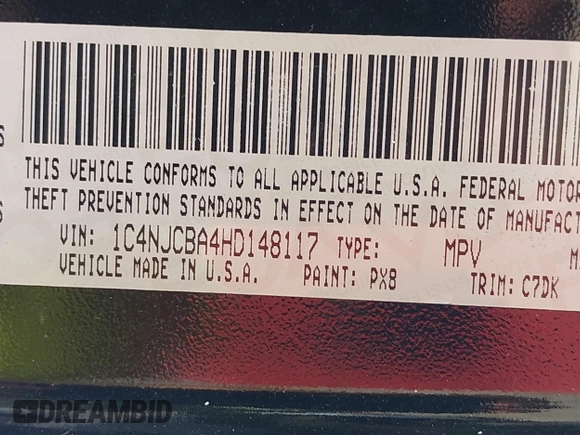 THIS VEHICLE CONFORMS TO ALL APPLICABLE U.S.A. FEDERAL MOTOR
THEFT PREVENTION STANDARDS IN EFFECT ON THE DATE OF MANUFACT
VIN: 1C4NJCBA4HD148117 TYPE: MPV
VEHICLE MADE IN U.S.A. PAINT: PX8 TRIM: C7DK
DREAMBID